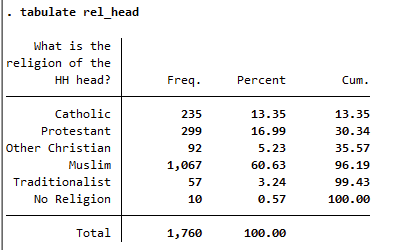 . tabulate rel_head
What is the
religion of the
HH head? Freq. Percent Cum.
Catholic 235 13.35 13.35
Protestant 299 16.99 30.34
Other Christian 92 5.23 35.57
Muslim 1,067 60.63 96.19
Traditionalist 57 3.24 99.43
No Religion 10 0.57 100.00
Total 1,760 100.00